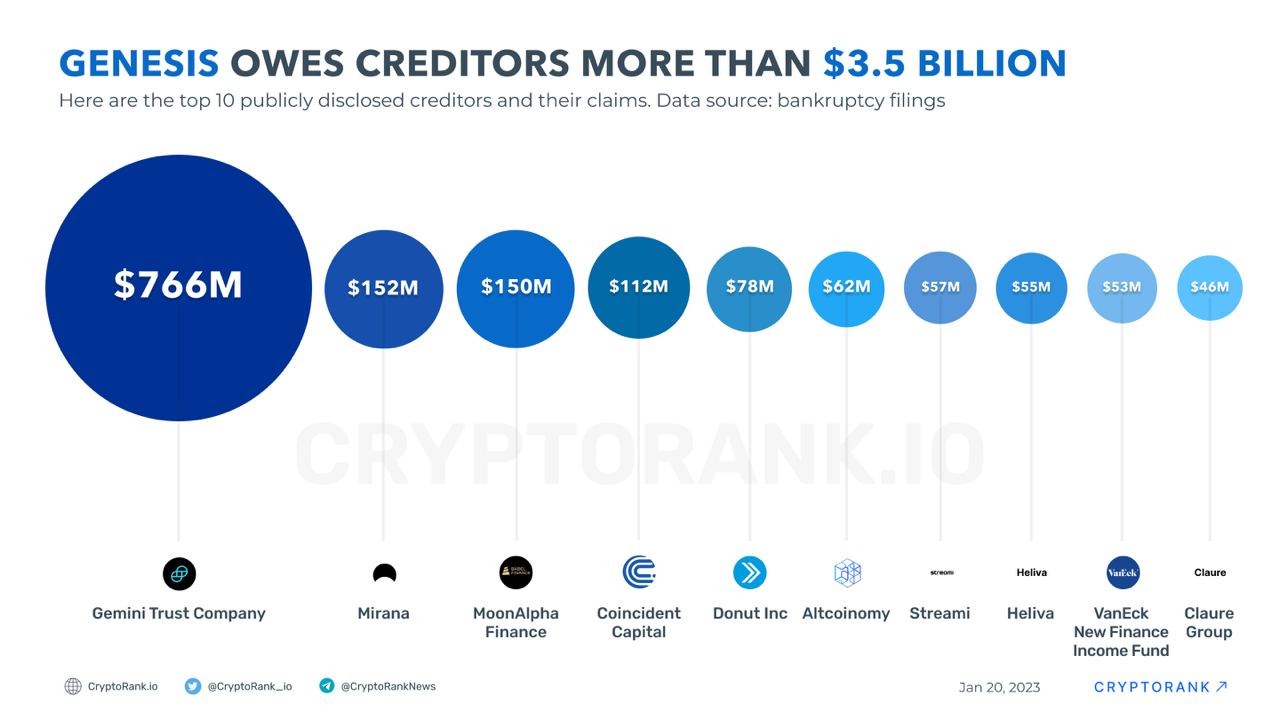 GENESIS OWES CREDITORS MORE THAN $3.5 BILLION
Here are the top 10 publicly disclosed creditors and their claims. Data source: bankruptcy filings
$766M
$152M
$150M
$112M
$78M
$62M
$57M
$55M
$53M
$46M
CRYPTORANK.IO
BABEL
FINANCE
streami
Heliva
VanEck
Claure
Gemini Trust Company
Mirana
MoonAlpha
Finance
Coincident
Capital
Donut Inc
Altcoinomy
Streami
Heliva
VanEck
New Finance
Income Fund
Claure
Group
CryptoRank.io
@CryptoRank_io
@CryptoRankNews
Jan 20, 2023
CRYPTORANK